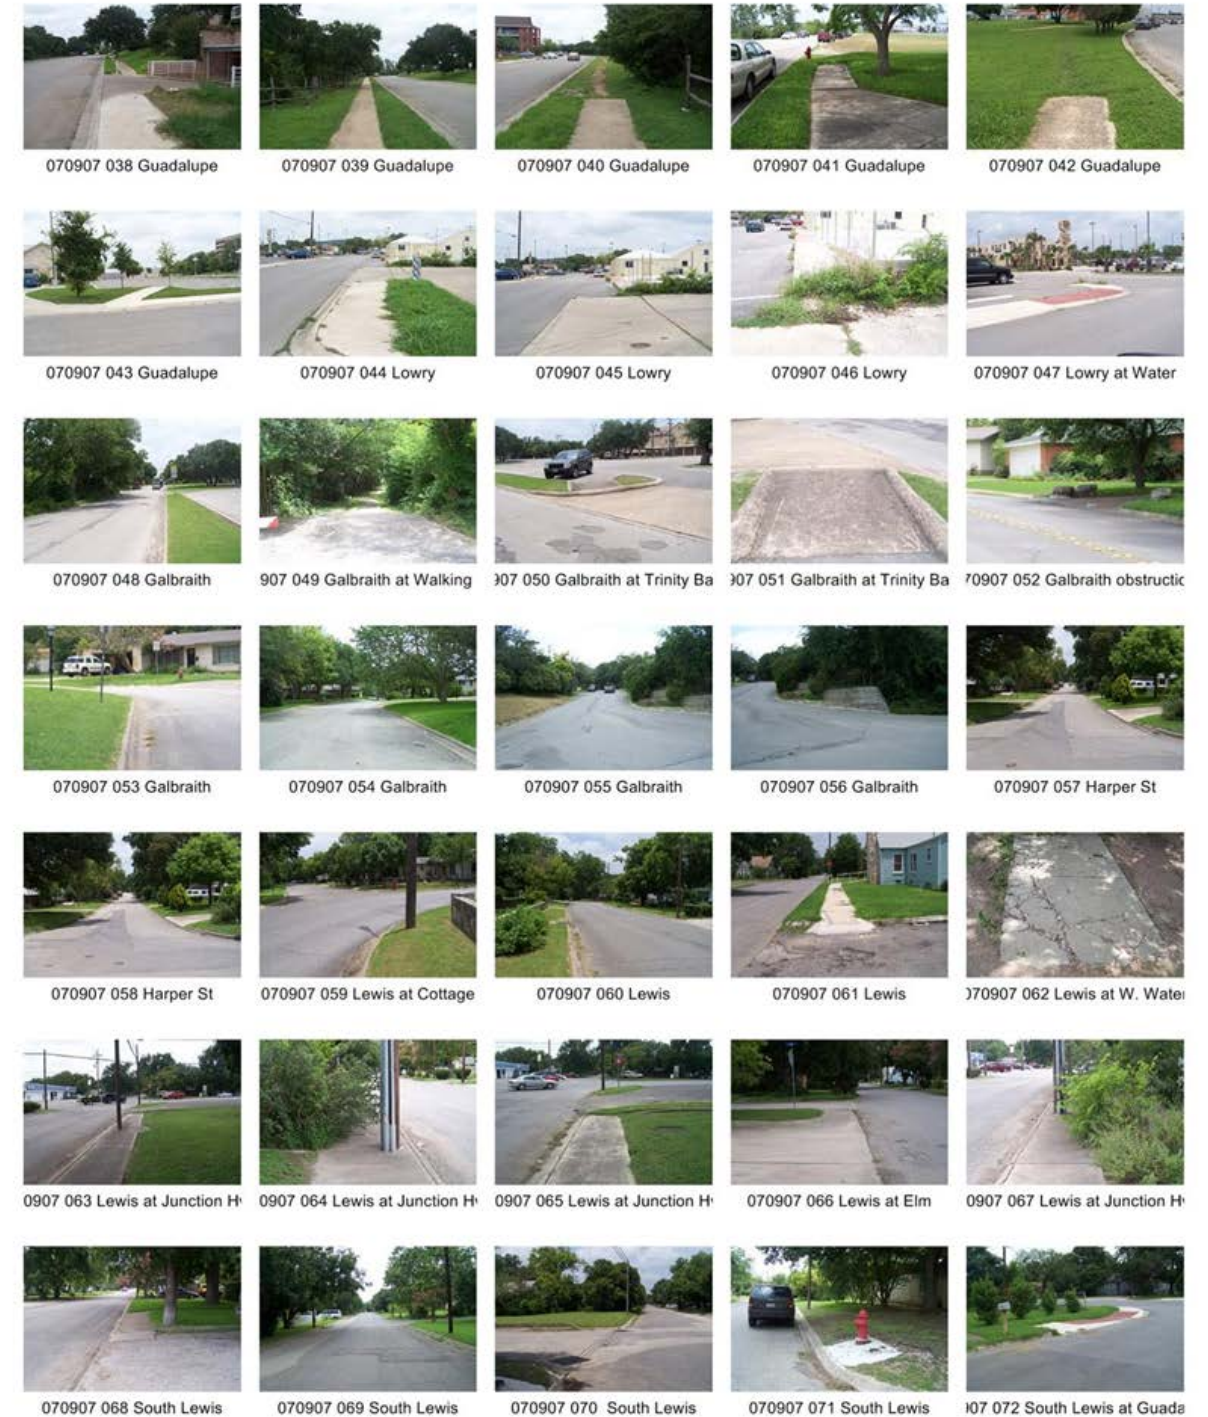 070907 038 Guadalupe
070907 039 Guadalupe
070907 040 Guadalupe
070907 041 Guadalupe
070907 042 Guadalupe
070907 043 Guadalupe
070907 044 Lowry
070907 045 Lowry
070907 046 Lowry
070907 047 Lowry at Water
070907 048 Galbraith
907 049 Galbraith at Walking
907 050 Galbraith at Trinity Ba
907 051 Galbraith at Trinity Ba
70907 052 Galbraith obstructic
070907 053 Galbraith
070907 054 Galbraith
070907 055 Galbraith
070907 056 Galbraith
070907 057 Harper St
070907 058 Harper St
070907 059 Lewis at Cottage
070907 060 Lewis
070907 061 Lewis
070907 062 Lewis at W. Water
0907 063 Lewis at Junction H
0907 064 Lewis at Junction H
0907 065 Lewis at Junction H
070907 066 Lewis at Elm
0907 067 Lewis at Junction H
070907 068 South Lewis
070907 069 South Lewis
070907 070 South Lewis
070907 071 South Lewis
907 072 South Lewis at Guada